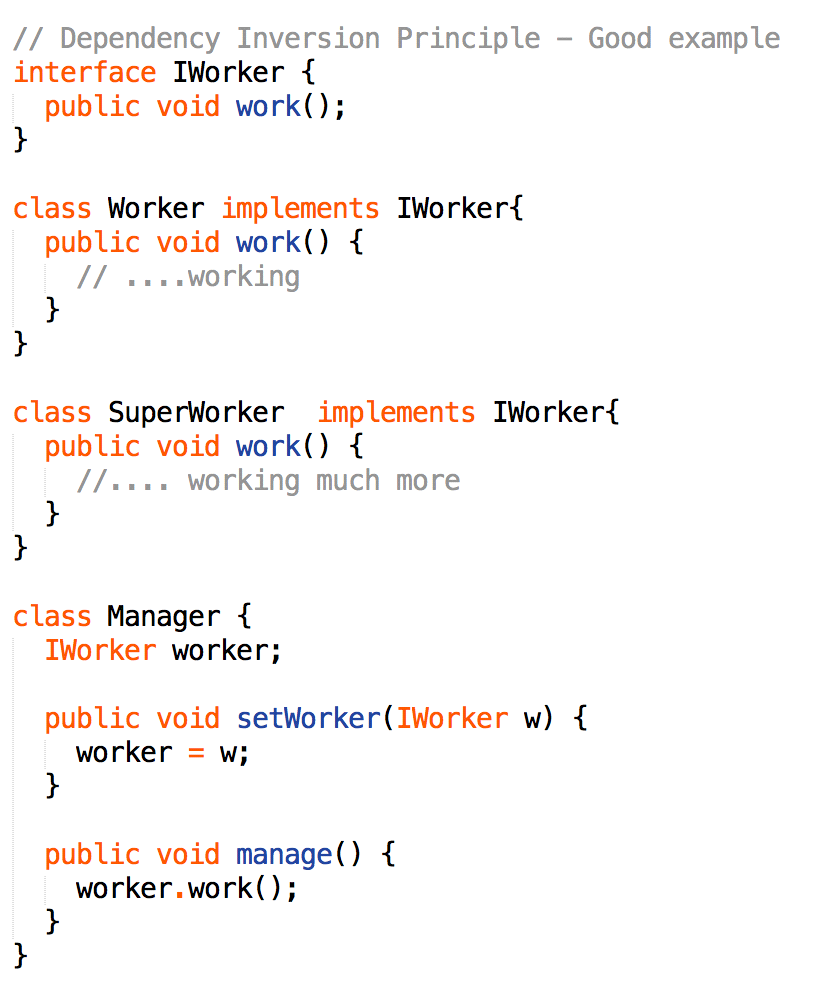 // Dependency Inversion Principle - Good example
interface IWorker {
  public void work();
}

class Worker implements IWorker{
  public void work() {
    // ....working
  }
}

class SuperWorker  implements IWorker{
  public void work() {
    //.... working much more
  }
}

class Manager {
  IWorker worker;

  public void setWorker(IWorker w) {
    worker = w;
  }

  public void manage() {
    worker.work();
  }
}